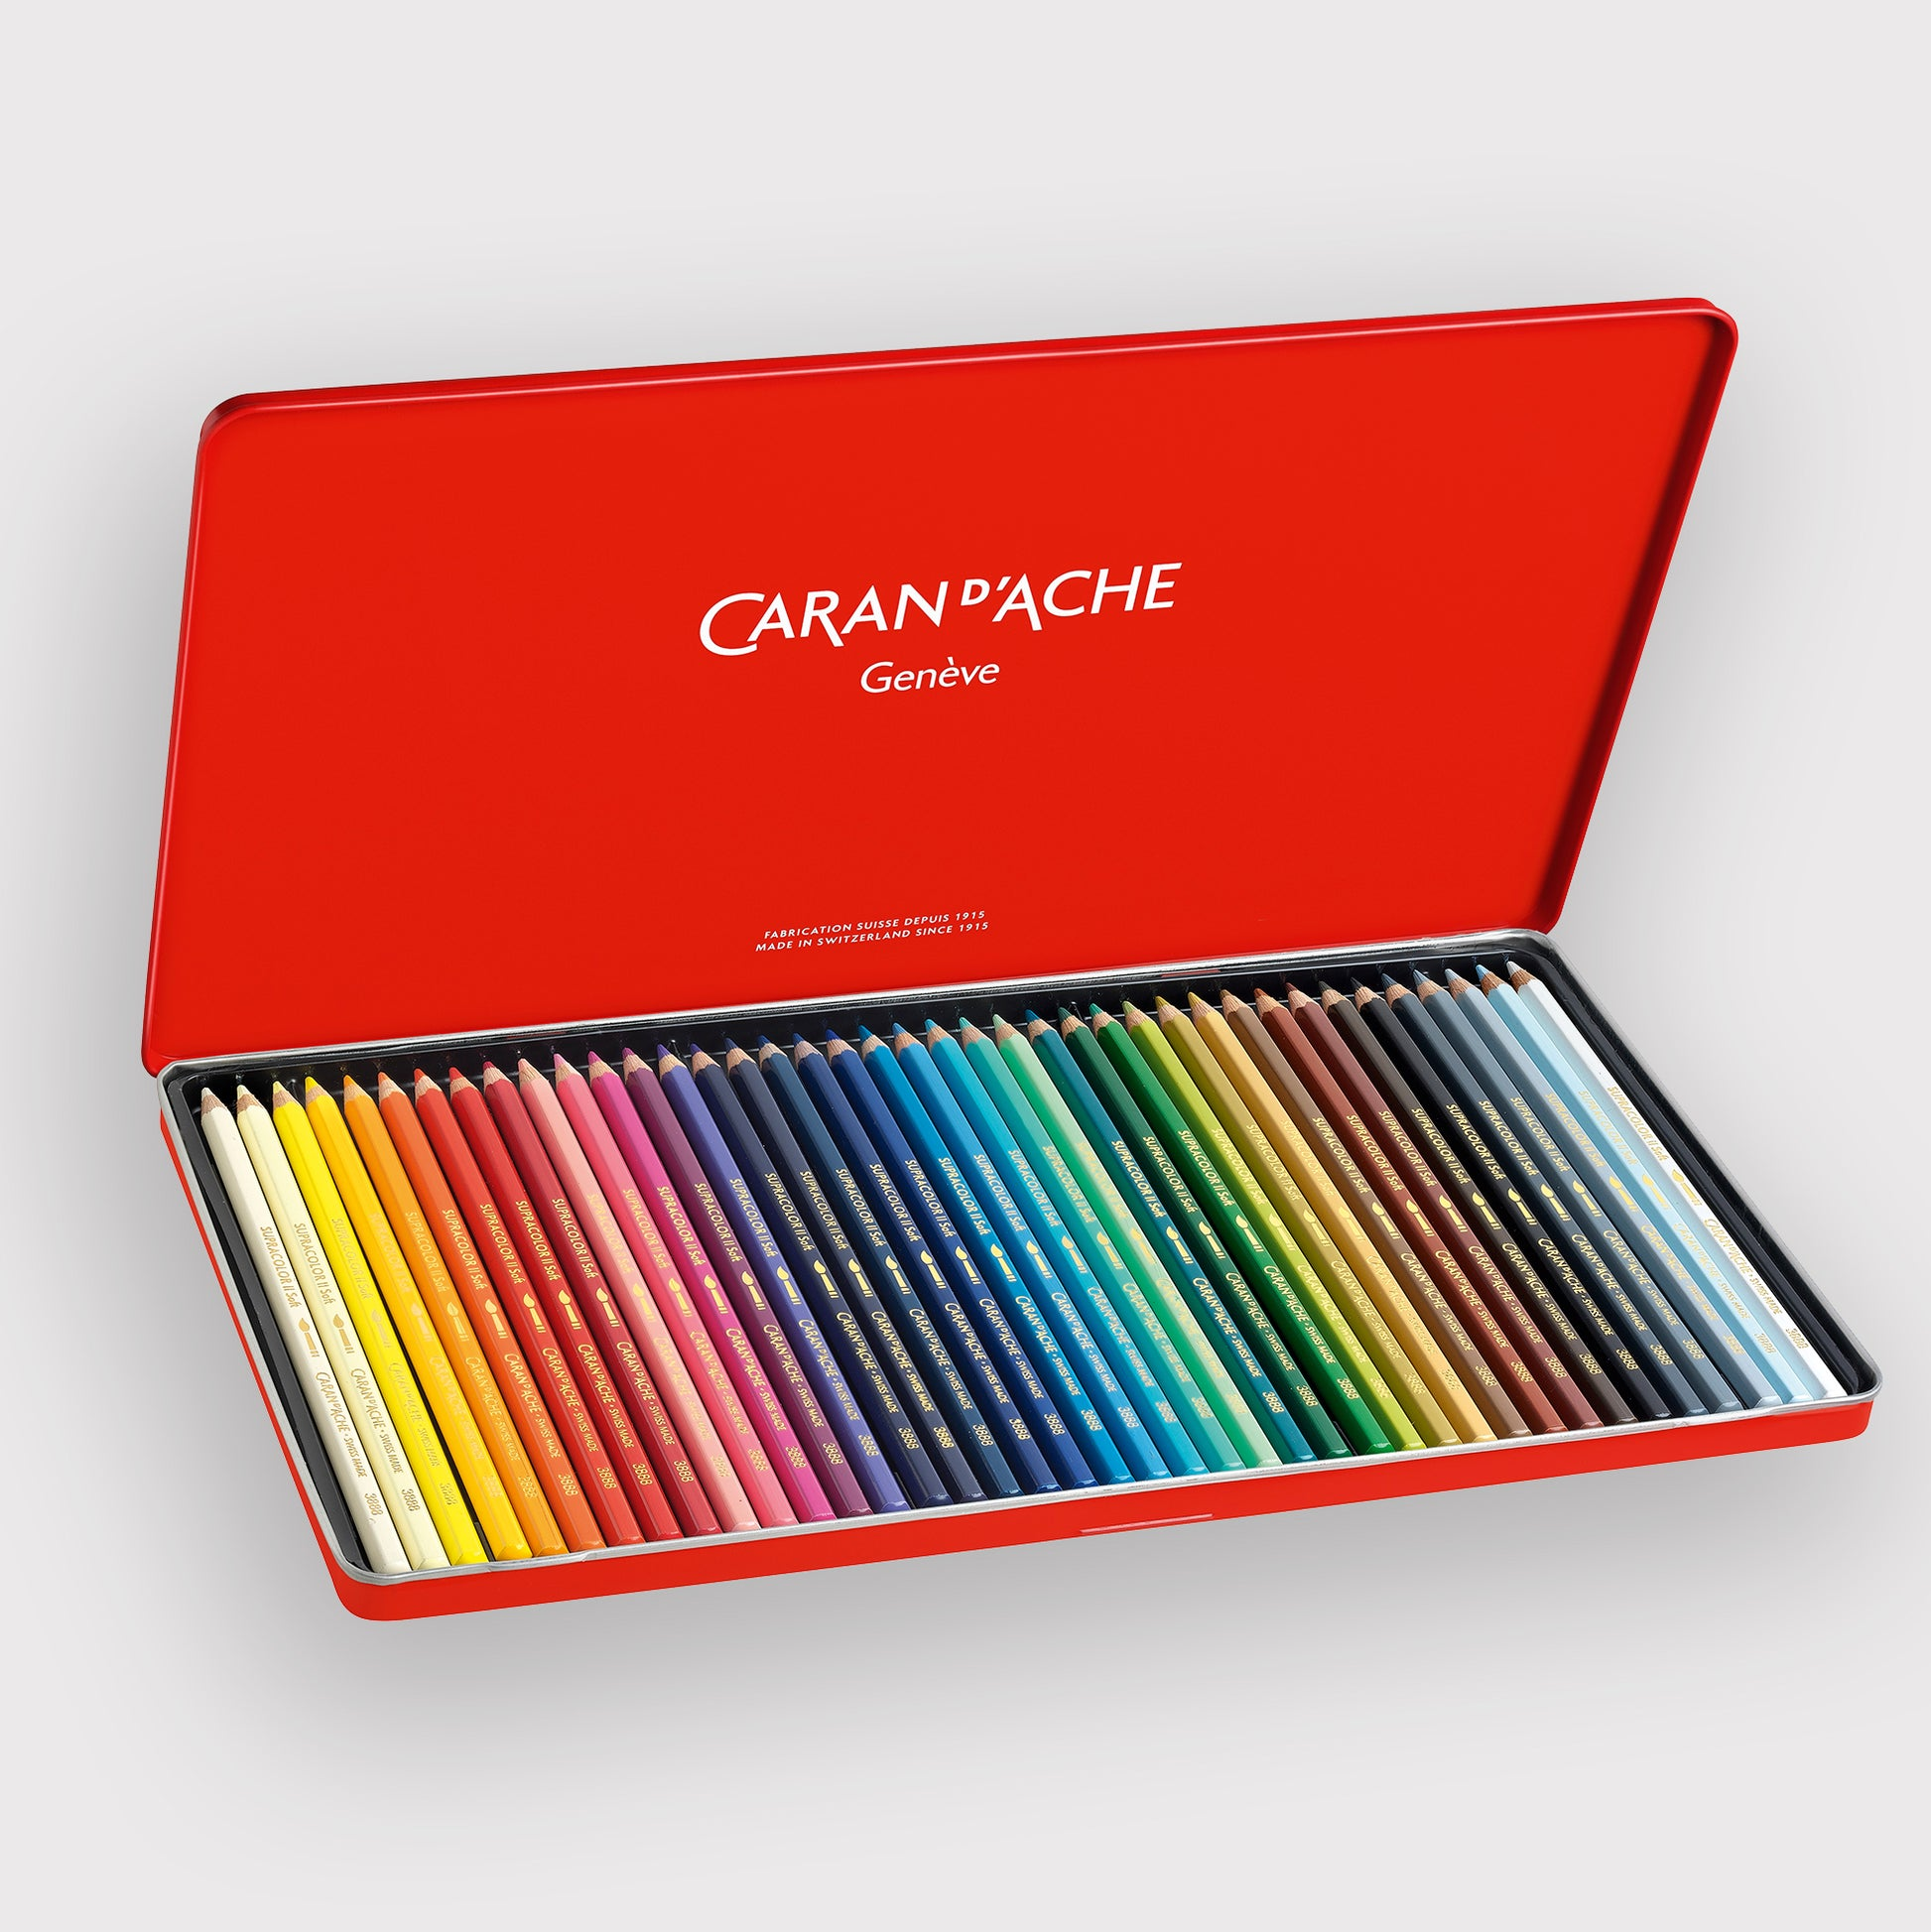 CARAN D'ACHE
Genève
FABRICATION SUISSE DEPUIS 1915
MADE IN SWITZERLAND SINCE 1915
SUPRACOLOR II Soft CARAN D'ACHE · SWISS MADE 3888